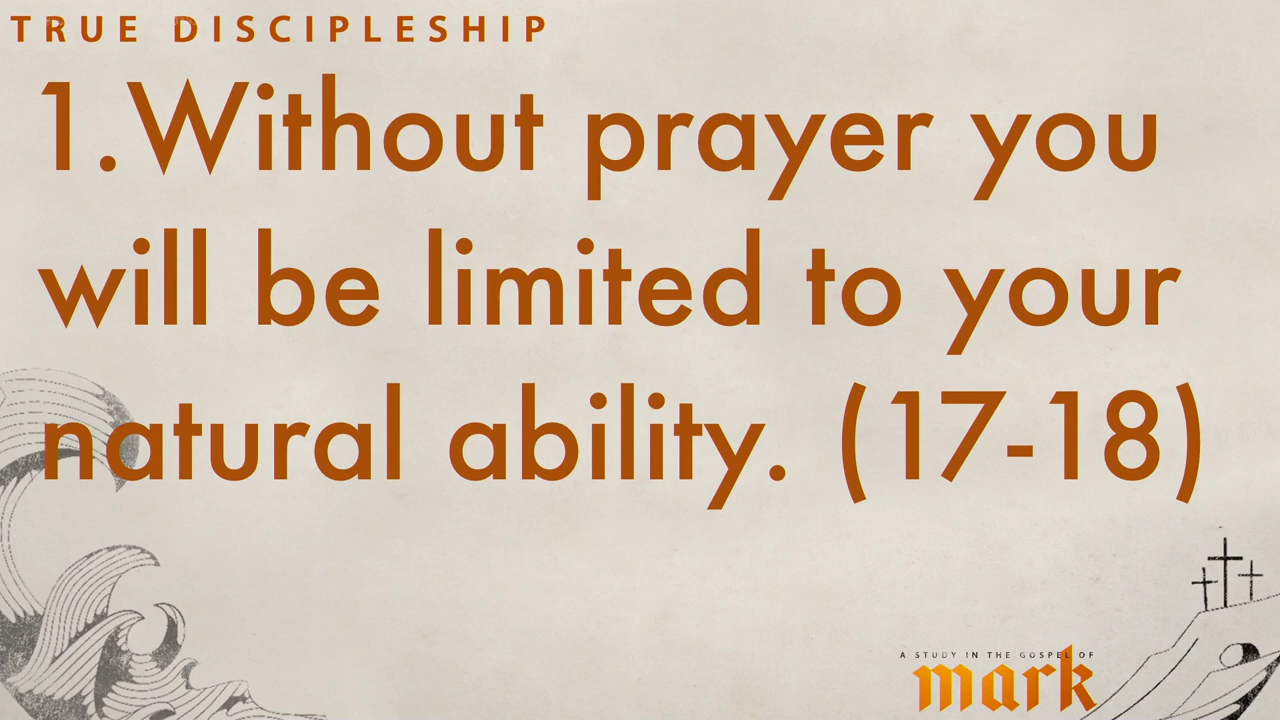 TRUE DISCIPLESHIP
1.Without prayer you
will be limited to your
natural ability. (17-18)
A STUDY IN THE GOSPEL OF
mark